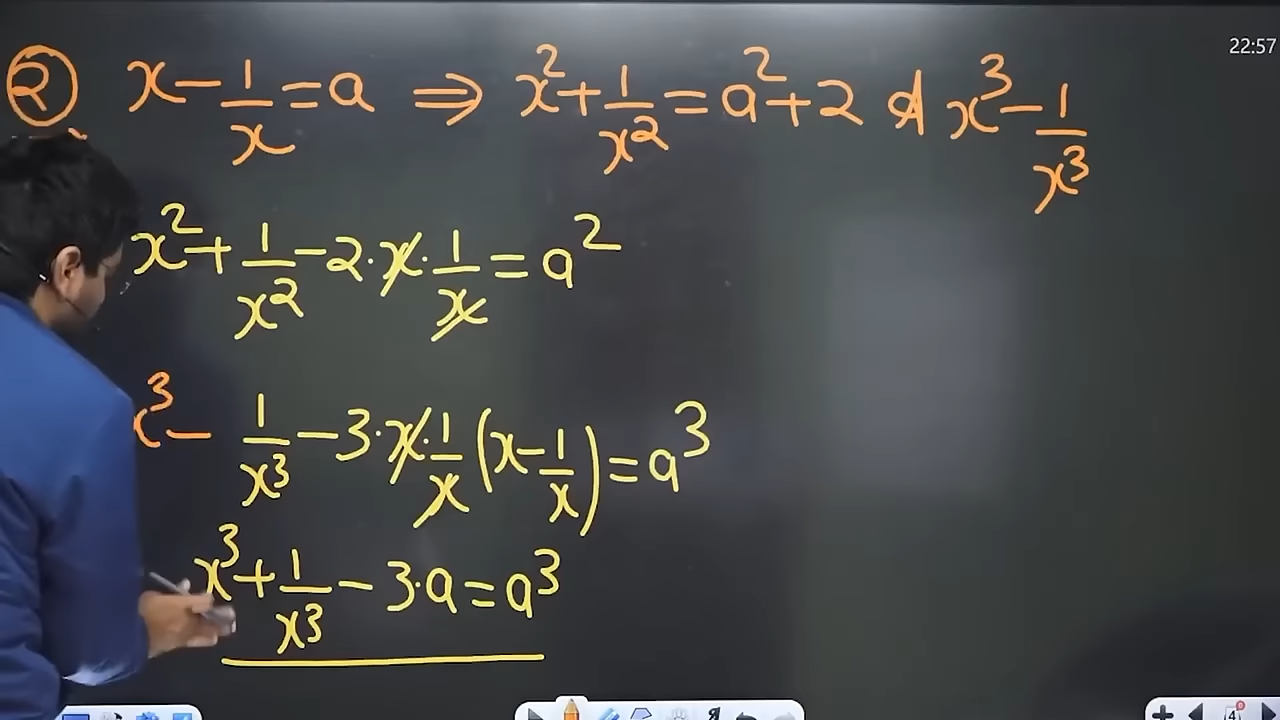 22:57
2 x - 1/x = a ⇒ x² + 1/x² = a² + 2 & x³ - 1/x³
x² + 1/x² - 2·x·1/x = a²
x³ - 1/x³ - 3·x·1/x (x - 1/x) = a³
x³ + 1/x³ - 3·a = a³